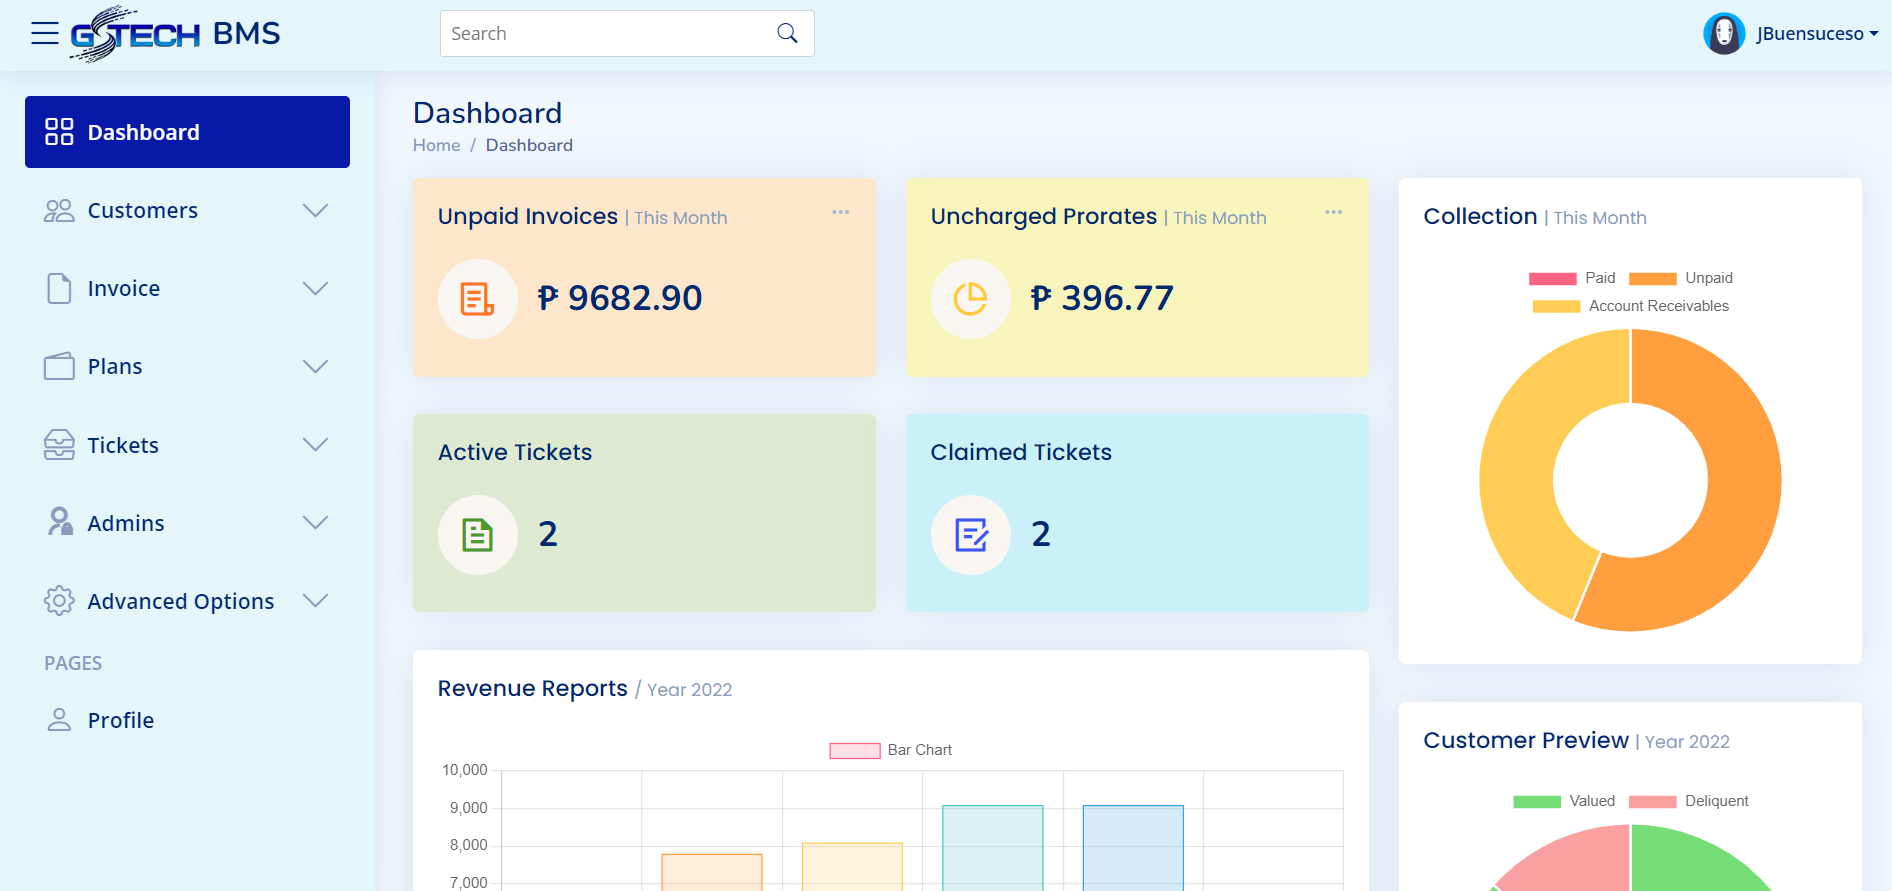 GSTECH BMS
Search
JBuensuceso
Dashboard
Customers
Invoice
Plans
Tickets
Admins
Advanced Options
PAGES
Profile
Dashboard
Home / Dashboard
Unpaid Invoices | This Month
₱ 9682.90
Uncharged Prorates | This Month
₱ 396.77
Active Tickets
2
Claimed Tickets
2
Revenue Reports / Year 2022
Bar Chart
10,000
9,000
8,000
7,000
Collection | This Month
Paid Unpaid
Account Receivables
Customer Preview | Year 2022
Valued Deliquent